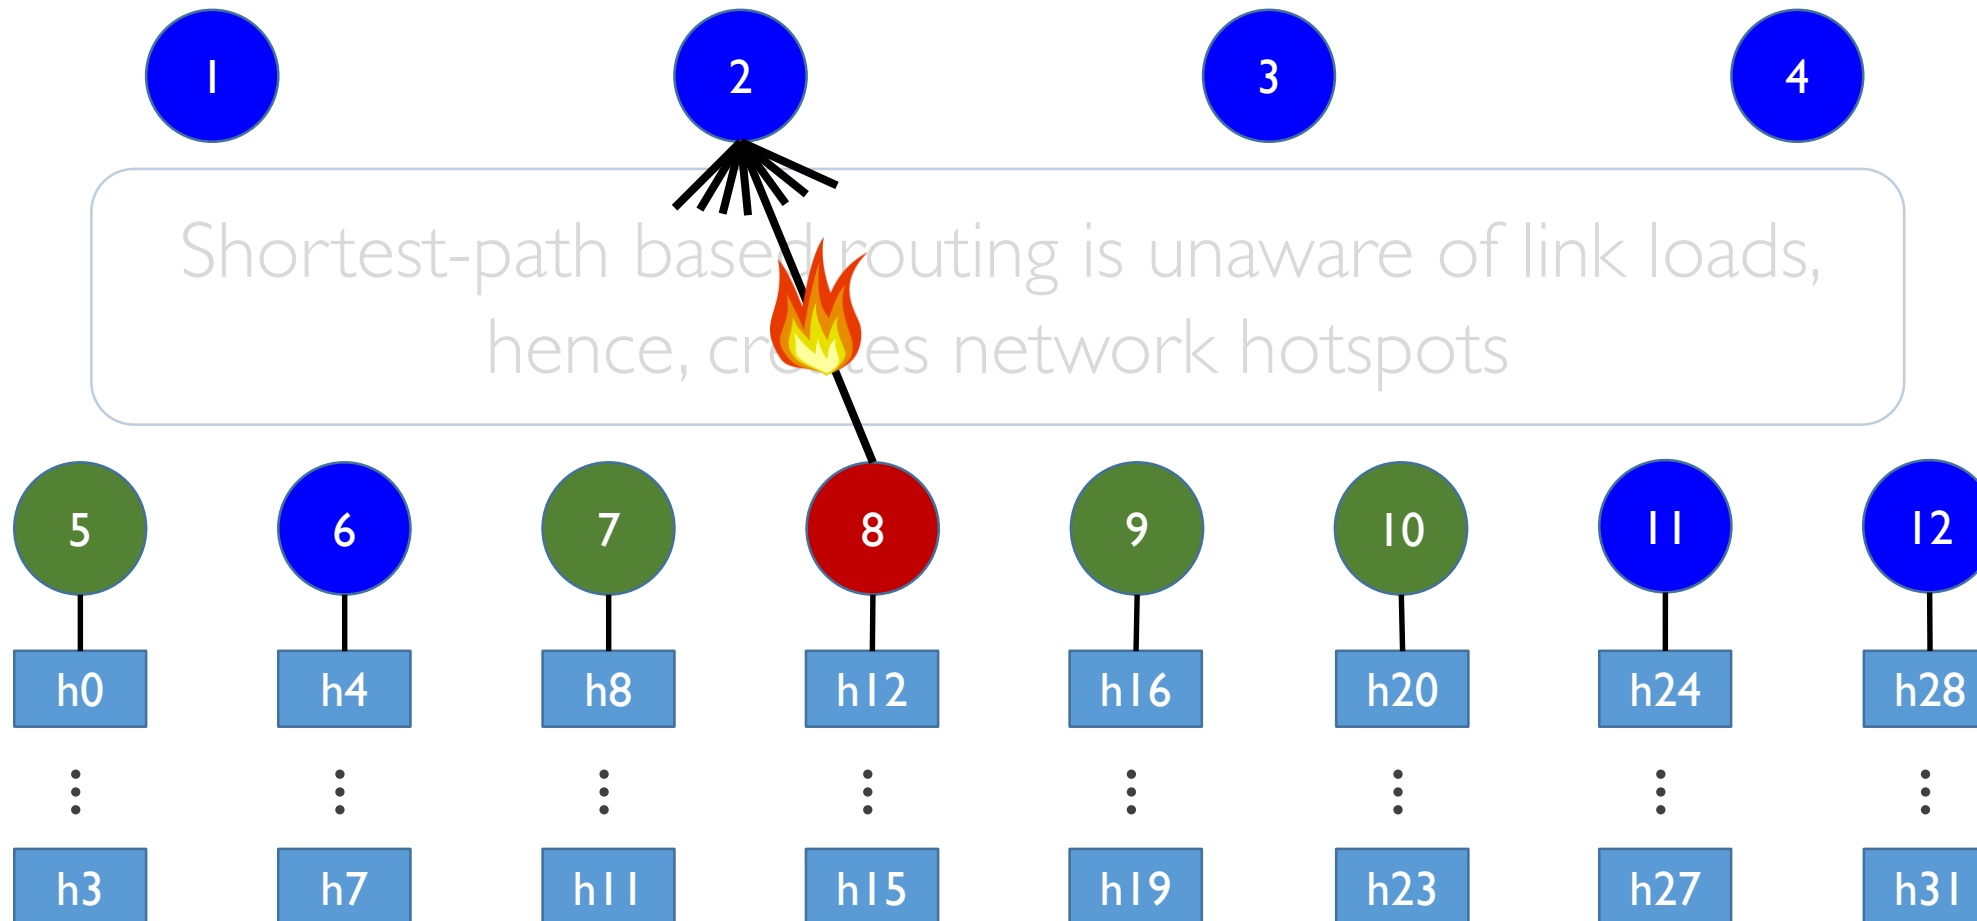 1 2 3 4
Shortest-path based routing is unaware of link loads,
hence, creates network hotspots
5 6 7 8 9 10 11 12
h0 h4 h8 h12 h16 h20 h24 h28
h3 h7 h11 h15 h19 h23 h27 h31